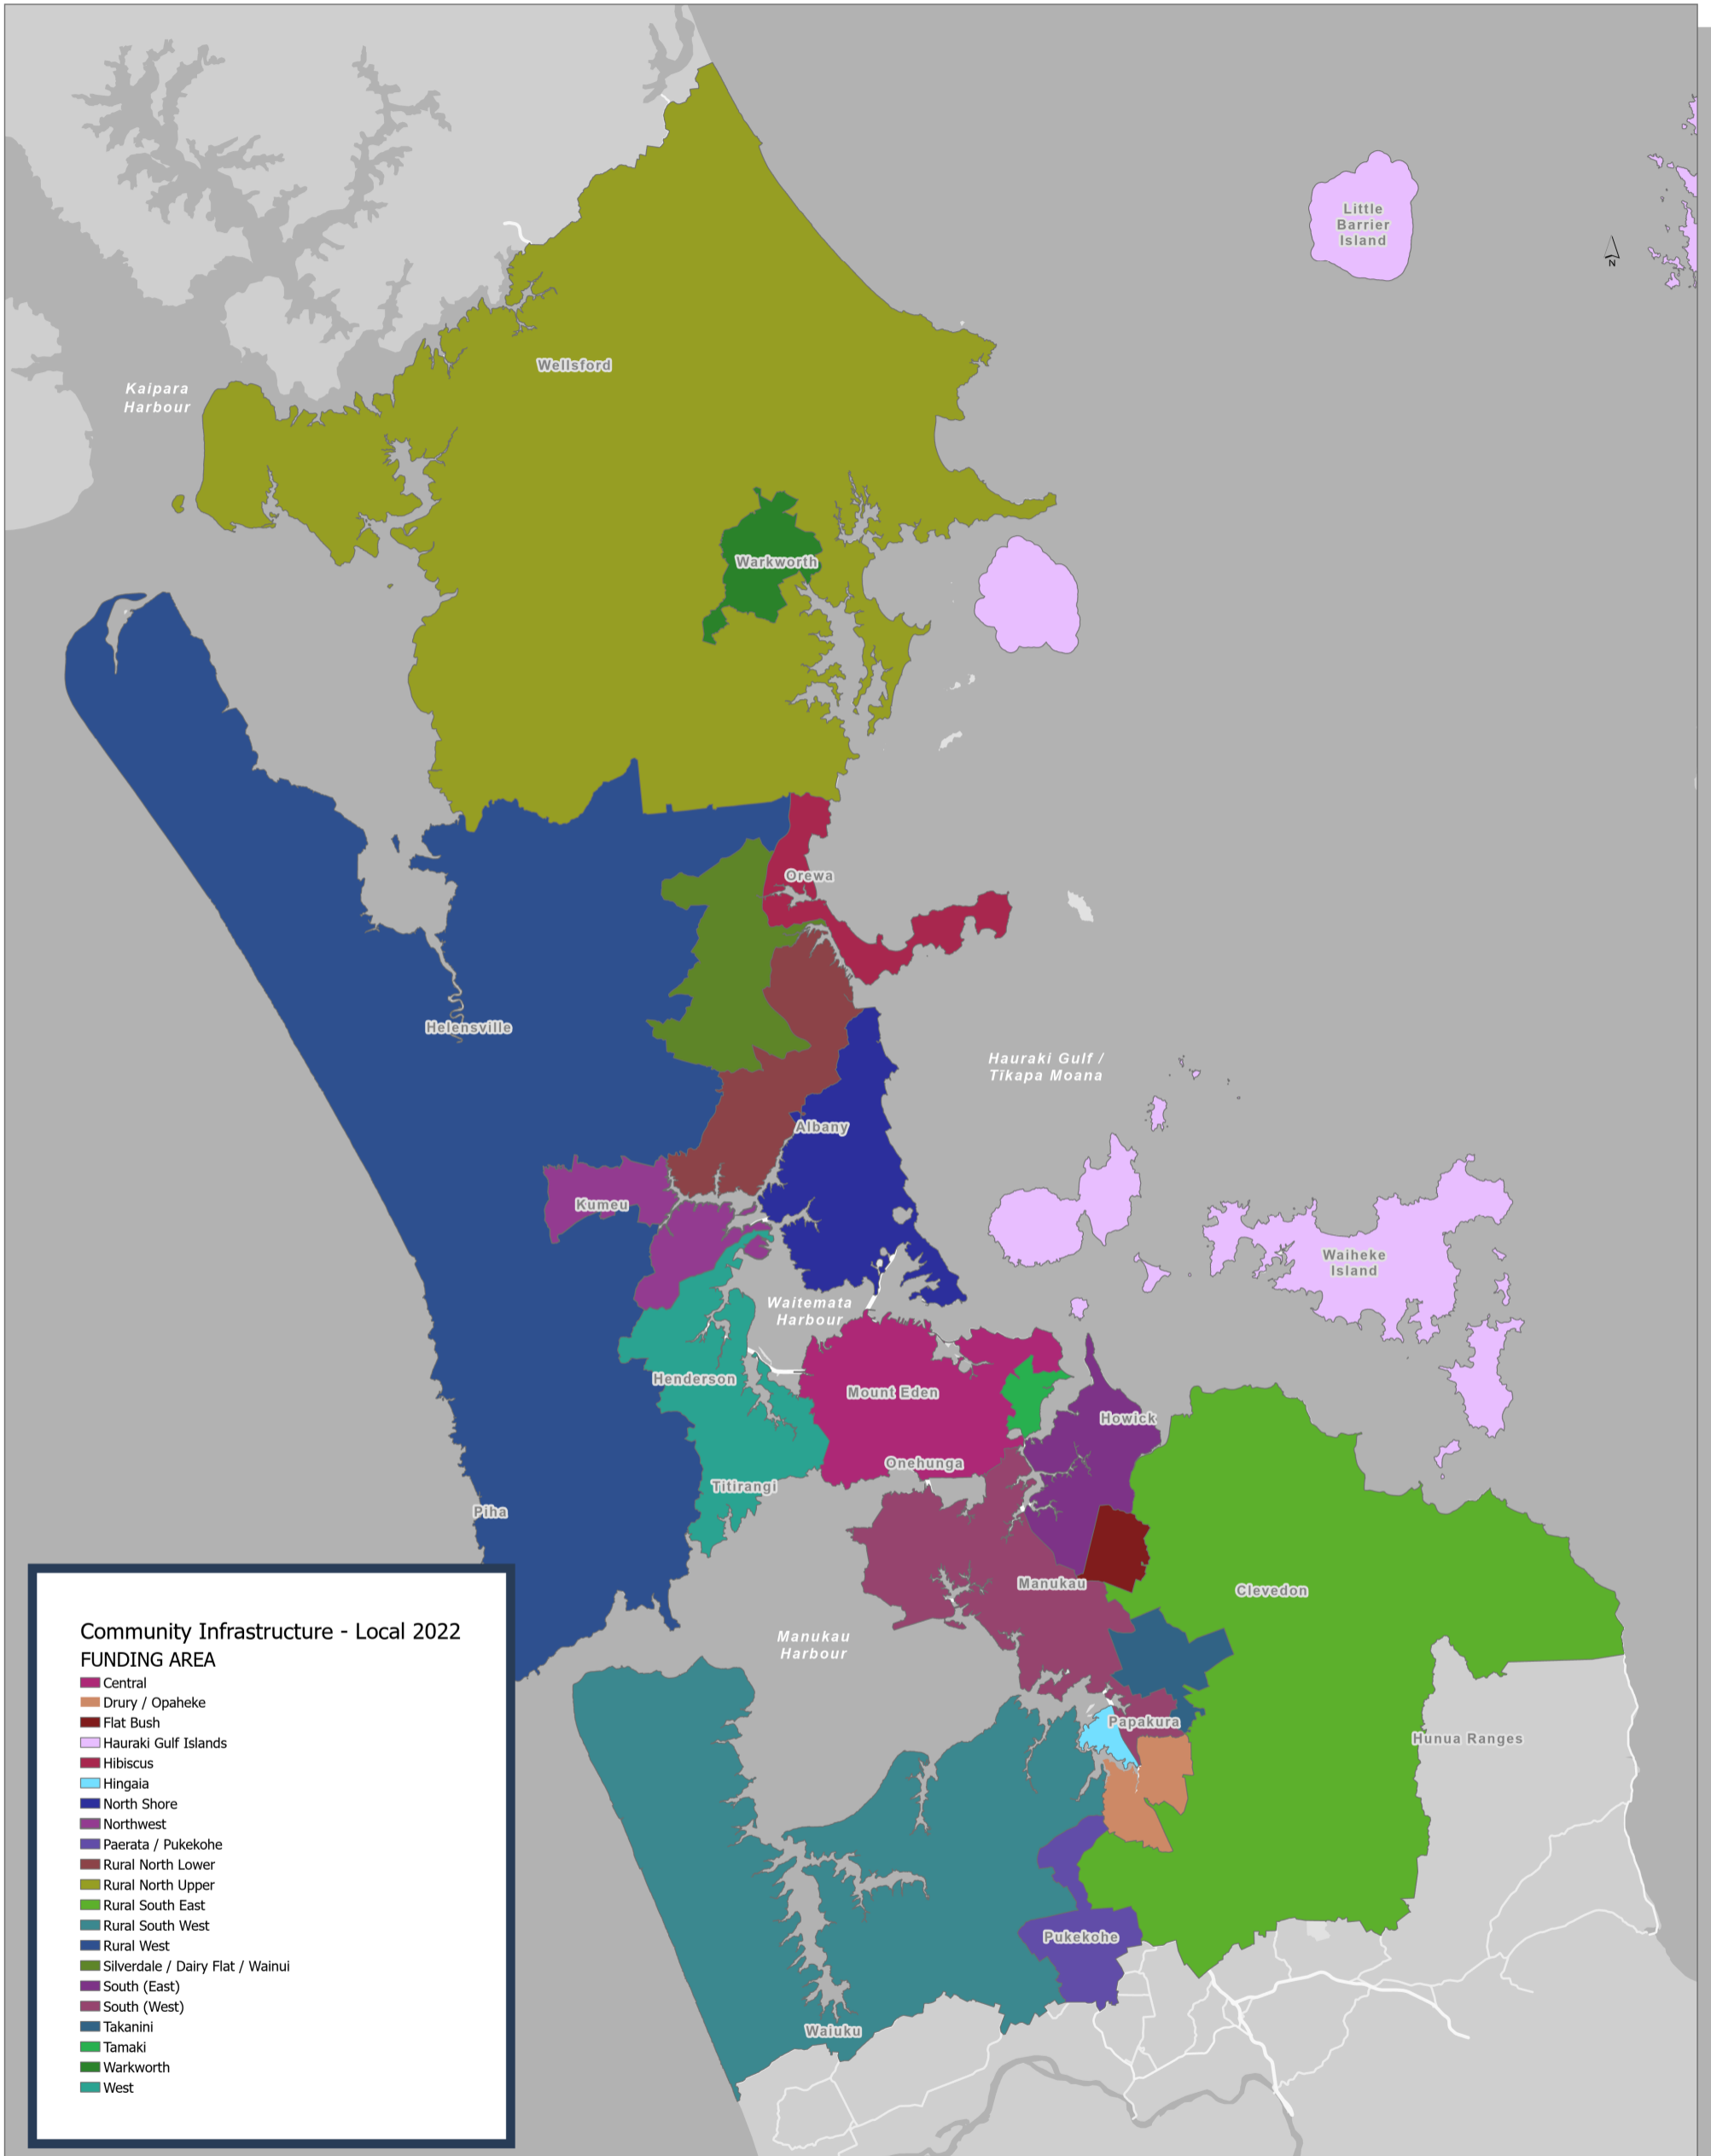 Little
Barrier
Island
N
Wellsford
Kaipara
Harbour
Warkworth
Orewa
Helensville
Hauraki Gulf /
Tīkapa Moana
Albany
Kumeu
Waiheke
Island
Waitemata
Harbour
Henderson
Mount Eden
Howick
Onehunga
Titirangi
Piha
Manukau
Clevedon
Manukau
Harbour
Papakura
Hunua Ranges
Pukekohe
Waiuku
Community Infrastructure - Local 2022
FUNDING AREA
Central
Drury / Opaheke
Flat Bush
Hauraki Gulf Islands
Hibiscus
Hingaia
North Shore
Northwest
Paerata / Pukekohe
Rural North Lower
Rural North Upper
Rural South East
Rural South West
Rural West
Silverdale / Dairy Flat / Wainui
South (East)
South (West)
Takanini
Tamaki
Warkworth
West